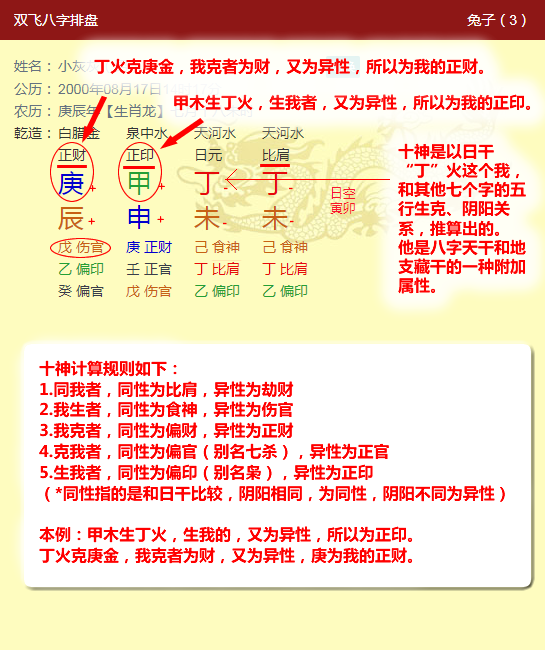 双飞八字排盘 兔子（3）
姓名：小灰
丁火克庚金，我克者为财，又为异性，所以为我的正财。
公历：2000年08月17日1
甲木生丁火，生我者，又为异性，所以为我的正印。
农历：庚辰年【生肖龙】七
乾造：白腊金 泉中水 天河水 天河水
正财 正印 日元 比肩
庚+ 甲+ 丁- 丁-
辰+ 申+ 未- 未-
日空
寅卯
戊 伤官 庚 正财 己 食神 己 食神
乙 偏印 壬 正官 丁 比肩 丁 比肩
癸 偏官 戊 伤官 乙 偏印 乙 偏印
十神是以日干
“丁”火这个我，
和其他七个字的五
行生克、阴阳关
系，推算出的。
他是八字天干和地
支藏干的一种附加
属性。
十神计算规则如下：
1.同我者，同性为比肩，异性为劫财
2.我生者，同性为食神，异性为伤官
3.我克者，同性为偏财，异性为正财
4.克我者，同性为偏官（别名七杀），异性为正官
5.生我者，同性为偏印（别名枭），异性为正印
（*同性指的是和日干比较，阴阳相同，为同性，阴阳不同为异性）
本例：甲木生丁火，生我的，又为异性，所以为正印。
丁火克庚金，我克者为财，又为异性，庚为我的正财。